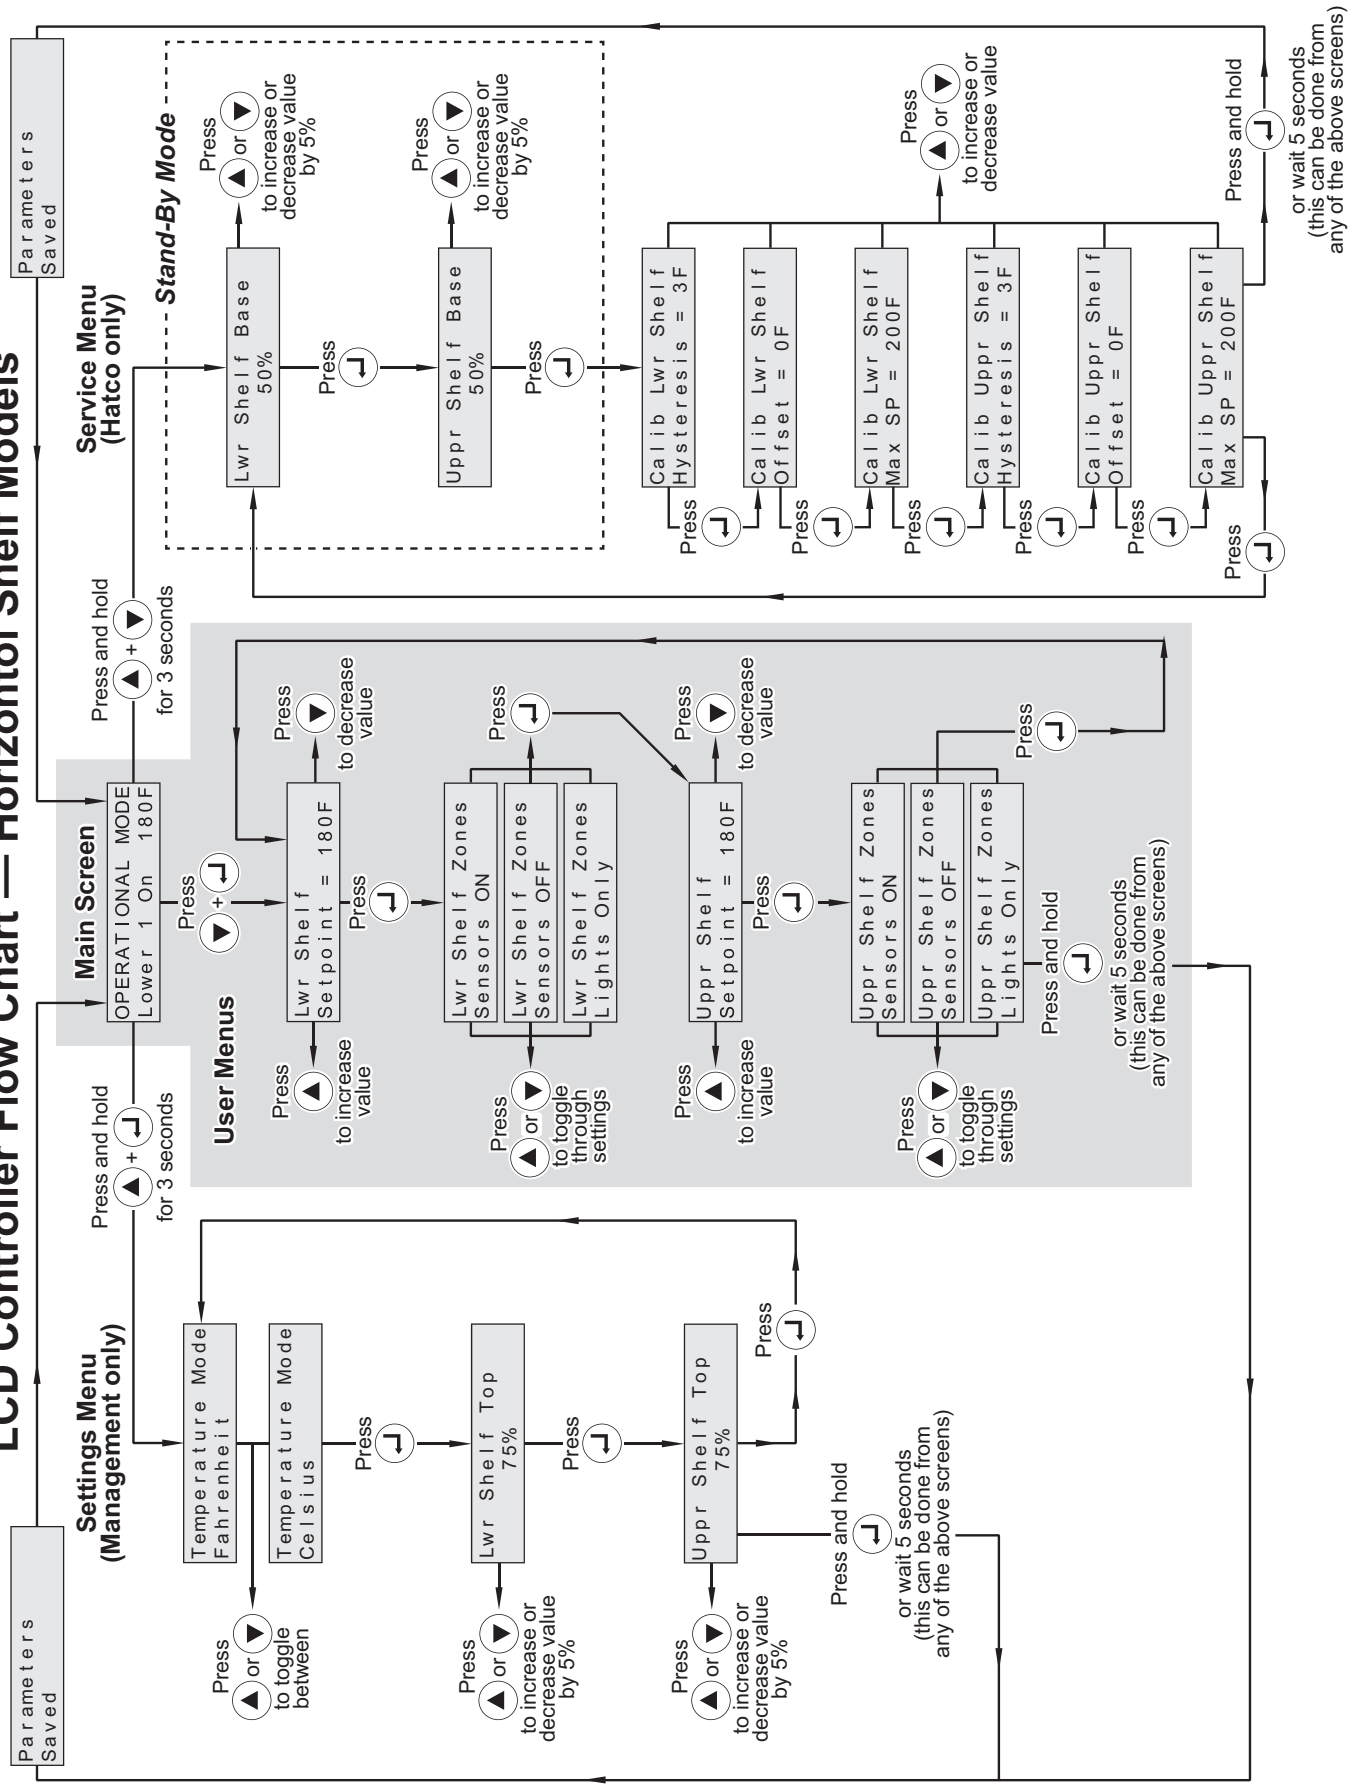 LCD Controller Flow Chart — Horizontol Shelf Models
Parameters
Saved
Parameters
Saved
Settings Menu
(Management only)
Press and hold
+
for 3 seconds
Main Screen
OPERATIONAL MODE
Lower 1 On 180F
Press and hold
+
for 3 seconds
Service Menu
(Hatco only)
Temperature Mode
Fahrenheit
Temperature Mode
Celsius
Press
or
to toggle
between
Press
Lwr Shelf Top
75%
Press
or
to increase or
decrease value
by 5%
Press
Uppr Shelf Top
75%
Press
or
to increase or
decrease value
by 5%
Press
Press and hold
or wait 5 seconds
(this can be done from
any of the above screens)
User Menus
Press
+
Lwr Shelf
Setpoint = 180F
Press
to increase
value
Press
to decrease
value
Press
Lwr Shelf Zones
Sensors ON
Lwr Shelf Zones
Sensors OFF
Lwr Shelf Zones
Lights Only
Press
or
to toggle
through
settings
Press
Uppr Shelf
Setpoint = 180F
Press
to increase
value
Press
to decrease
value
Press
Uppr Shelf Zones
Sensors ON
Uppr Shelf Zones
Sensors OFF
Uppr Shelf Zones
Lights Only
Press
or
to toggle
through
settings
Press
Press and hold
or wait 5 seconds
(this can be done from
any of the above screens)
Stand-By Mode
Lwr Shelf Base
50%
Press
or
to increase or
decrease value
by 5%
Press
Uppr Shelf Base
50%
Press
or
to increase or
decrease value
by 5%
Press
Calib Lwr Shelf
Hysteresis = 3F
Press
Calib Lwr Shelf
Offset = 0F
Press
Calib Lwr Shelf
Max SP = 200F
Press
Calib Uppr Shelf
Hysteresis = 3F
Press
Calib Uppr Shelf
Offset = 0F
Press
Calib Uppr Shelf
Max SP = 200F
Press
or
to increase or
decrease value
Press
Press and hold
or wait 5 seconds
(this can be done from
any of the above screens)